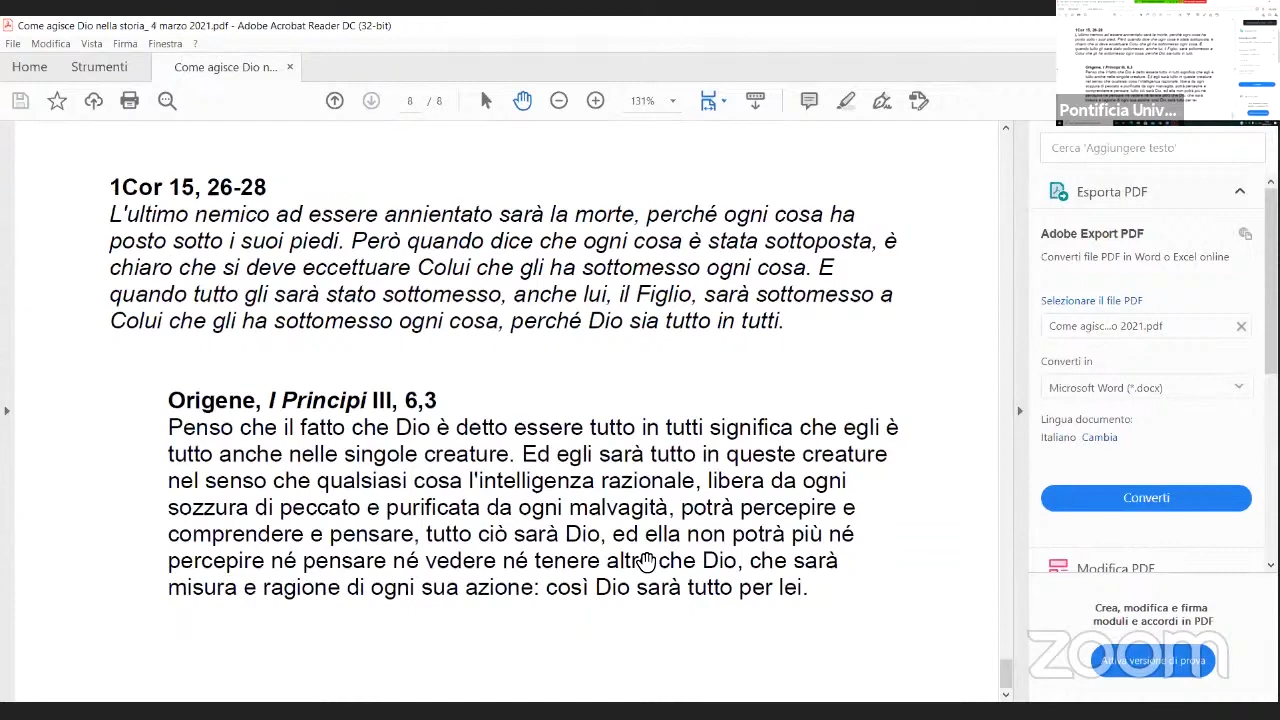 Come agisce Dio nella storia_ 4 marzo 2021.pdf - Adobe Acrobat Reader DC
File Modifica Vista Firma Finestra
Home Strumenti Come agisce Dio n... ×
131%
Pontificia Univ...
1Cor 15, 26-28
L'ultimo nemico ad essere annientato sarà la morte, perché ogni cosa ha
posto sotto i suoi piedi. Però quando dice che ogni cosa è stata sottoposta, è
chiaro che si deve eccettuare Colui che gli ha sottomesso ogni cosa. E
quando tutto gli sarà stato sottomesso, anche lui, il Figlio, sarà sottomesso a
Colui che gli ha sottomesso ogni cosa, perché Dio sia tutto in tutti.
Origene, I Principi III, 6,3
Penso che il fatto che Dio è detto essere tutto in tutti significa che egli è
tutto anche nelle singole creature. Ed egli sarà tutto in queste creature
nel senso che qualsiasi cosa l'intelligenza razionale, libera da ogni
sozzura di peccato e purificata da ogni malvagità, potrà percepire e
comprendere e pensare, tutto ciò sarà Dio, ed ella non potrà più né
percepire né pensare né vedere né tenere altro che Dio, che sarà
misura e ragione di ogni sua azione: così Dio sarà tutto per lei.
Cerca 'Aggiungere testo'
Esporta PDF
Adobe Export PDF
Converti file PDF in Word o Excel online
Selezionare il file PDF
Come agisc...o 2021.pdf
Converti in
Microsoft Word (*.docx)
Lingua documento:
Italiano Cambia
Converti
Modifica PDF
Crea, modifica e firma
moduli e accordi in PDF
Attiva versione di prova
zoom